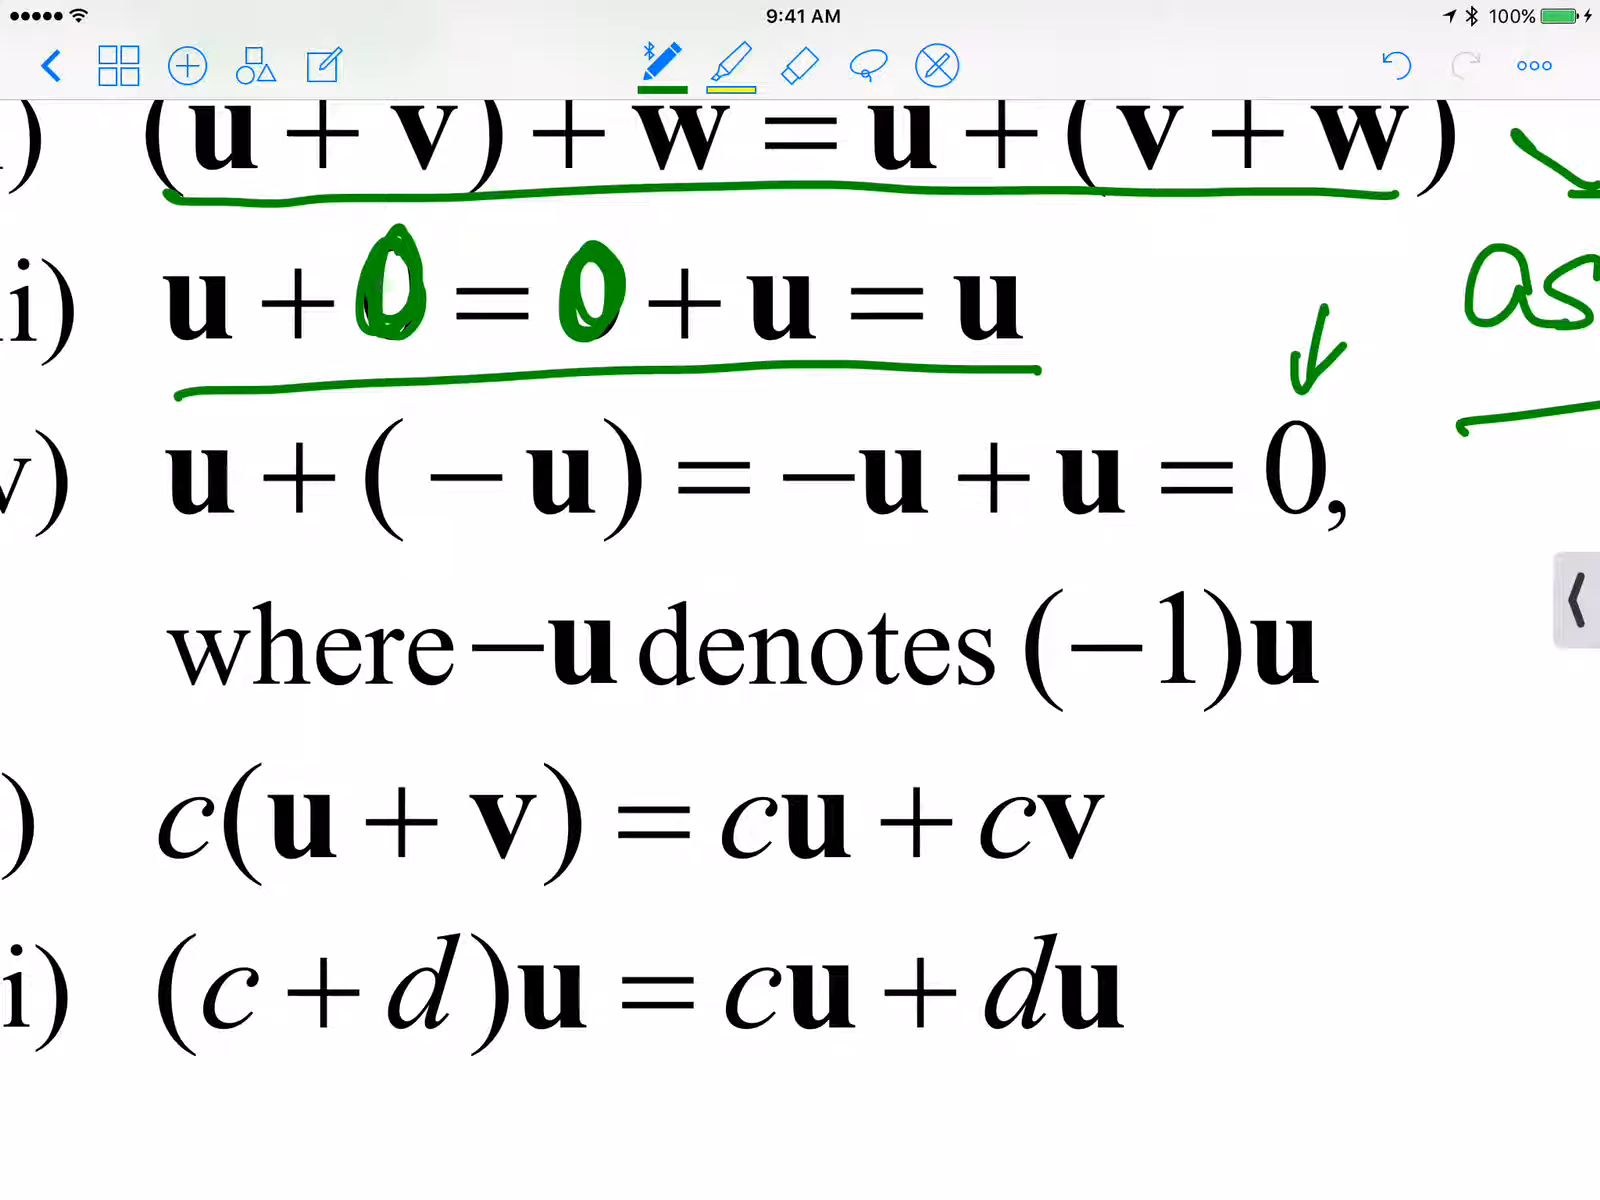 9:41 AM 100%
(u + v) + w = u + (v + w)
i) u + 0 = 0 + u = u
as
v) u + (−u) = −u + u = 0,
where −u denotes (−1)u
) c(u + v) = cu + cv
i) (c + d)u = cu + du